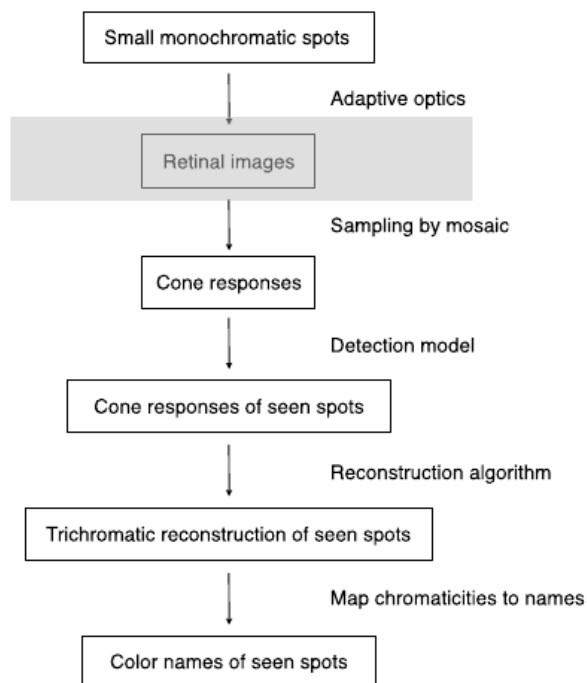 Small monochromatic spots
Adaptive optics
Retinal images
Sampling by mosaic
Cone responses
Detection model
Cone responses of seen spots
Reconstruction algorithm
Trichromatic reconstruction of seen spots
Map chromaticities to names
Color names of seen spots